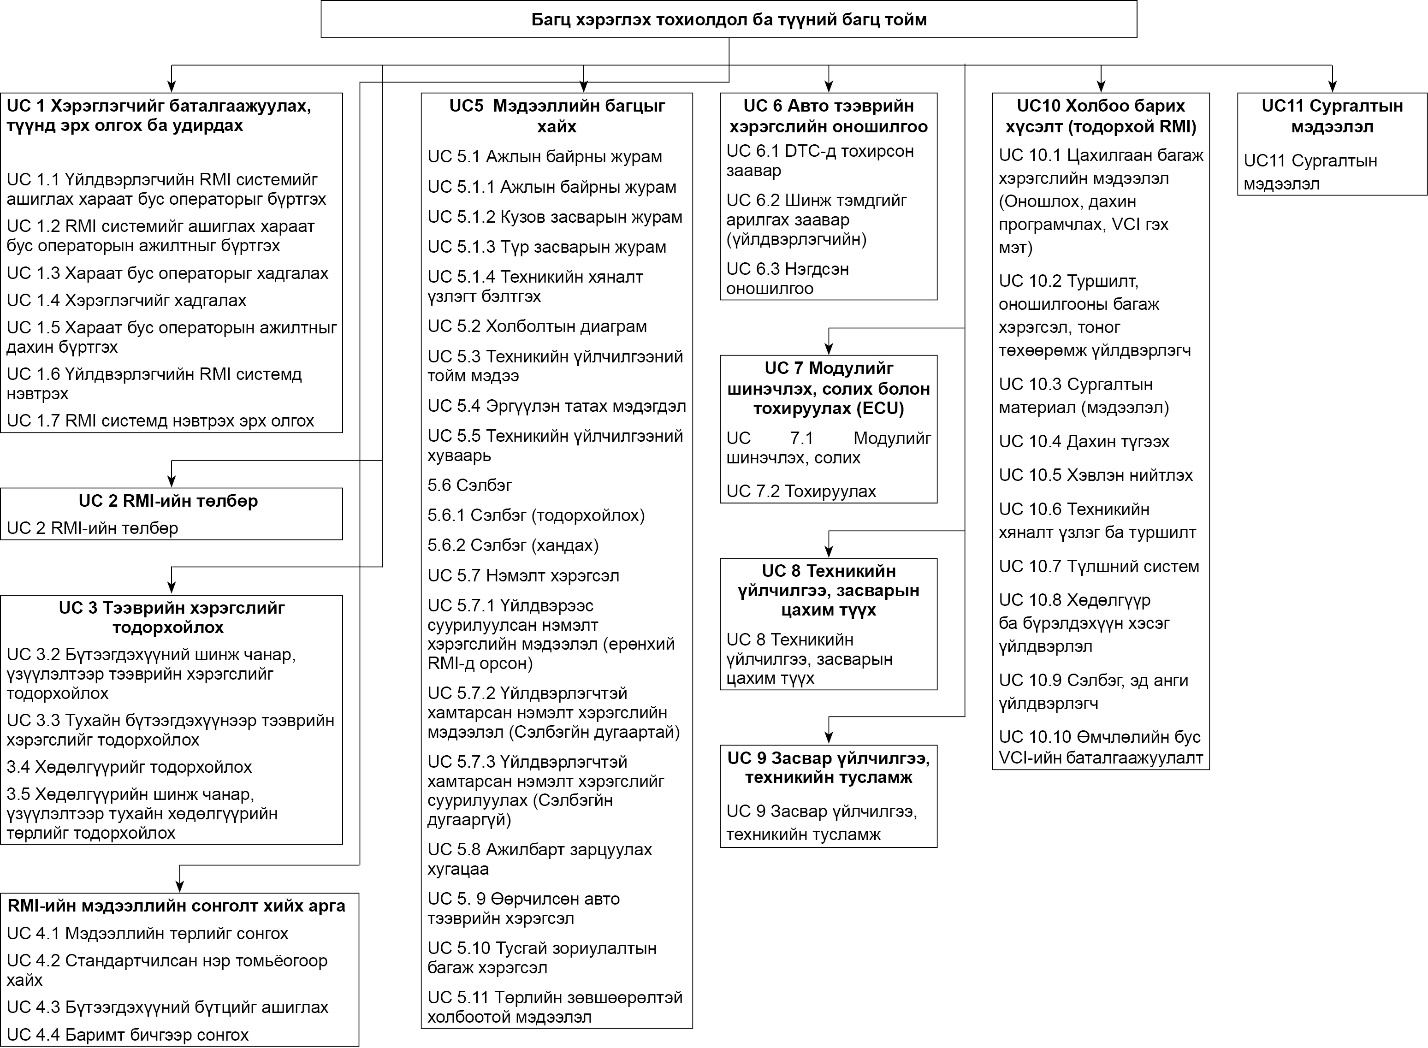 Багц хэрэглэх тохиолдол ба түүний багц тойм
UC 1 Хэрэглэгчийг баталгаажуулах,
түүнд эрх олгох ба удирдах
UC 1.1 Үйлдвэрлэгчийн RMI системийг
ашиглах хараат бус операторыг бүртгэх
UC 1.2 RMI системийг ашиглах хараат
бус операторын ажилтныг бүртгэх
UC 1.3 Хараат бус операторыг хадгалах
UC 1.4 Хэрэглэгчийг хадгалах
UC 1.5 Хараат бус операторын ажилтныг
дахин бүртгэх
UC 1.6 Үйлдвэрлэгчийн RMI системд
нэвтрэх
UC 1.7 RMI системд нэвтрэх эрх олгох
UC 2 RMI-ийн төлбөр
UC 2 RMI-ийн төлбөр
UC 3 Тээврийн хэрэгслийг
тодорхойлох
UC 3.2 Бүтээгдэхүүний шинж чанар,
үзүүлэлтээр тээврийн хэрэгслийг
тодорхойлох
UC 3.3 Тухайн бүтээгдэхүүнээр тээврийн
хэрэгслийг тодорхойлох
3.4 Хөдөлгүүрийг тодорхойлох
3.5 Хөдөлгүүрийн шинж чанар,
үзүүлэлтээр тухайн хөдөлгүүрийн
төрлийг тодорхойлох
RMI-ийн мэдээллийн сонголт хийх арга
UC 4.1 Мэдээллийн төрлийг сонгох
UC 4.2 Стандартчилсан нэр томьёогоор
хайх
UC 4.3 Бүтээгдэхүүний бүтцийг ашиглах
UC 4.4 Баримт бичгээр сонгох
UC5 Мэдээллийн багцыг
хайх
UC 5.1 Ажлын байрны журам
UC 5.1.1 Ажлын байрны журам
UC 5.1.2 Кузов засварын журам
UC 5.1.3 Түр засварын журам
UC 5.1.4 Техникийн хяналт
үзлэгт бэлтгэх
UC 5.2 Холболтын диаграм
UC 5.3 Техникийн үйлчилгээний
тойм мэдээ
UC 5.4 Эргүүлэн татах мэдэгдэл
UC 5.5 Техникийн үйлчилгээний
хуваарь
5.6 Сэлбэг
5.6.1 Сэлбэг (тодорхойлох)
5.6.2 Сэлбэг (хандах)
UC 5.7 Нэмэлт хэрэгсэл
UC 5.7.1 Үйлдвэрээс
суурилуулсан нэмэлт
хэрэгслийн мэдээлэл (ерөнхий
RMI-д орсон)
UC 5.7.2 Үйлдвэрлэгчтэй
хамтарсан нэмэлт хэрэгслийн
мэдээлэл (Сэлбэгйн дугаартай)
UC 5.7.3 Үйлдвэрлэгчтэй
хамтарсан нэмэлт хэрэгслийг
суурилуулах (Сэлбэгйн
дугааргүй)
UC 5.8 Ажилбарт зарцуулах
хугацаа
UC 5. 9 Өөрчилсөн авто
тээврийн хэрэгсэл
UC 5.10 Тусгай зориулалтын
багаж хэрэгсэл
UC 5.11 Төрлийн зөвшөөрөлтэй
холбоотой мэдээлэл
UC 6 Авто тээврийн
хэрэгслийн оношилгоо
UC 6.1 DTC-д тохирсон
заавар
UC 6.2 Шинж тэмдгийг
арилгах заавар
(үйлдвэрлэгчийн)
UC 6.3 Нэгдсэн
оношилгоо
UC 7 Модулийг
шинэчлэх, солих болон
тохируулах (ECU)
UC 7.1 Модулийг
шинэчлэх, солих
UC 7.2 Тохируулах
UC 8 Техникийн
үйлчилгээ, засварын
цахим түүх
UC 8 Техникийн
үйлчилгээ, засварын
цахим түүх
UC 9 Засвар үйлчилгээ,
техникийн тусламж
UC 9 Засвар үйлчилгээ,
техникийн тусламж
UC10 Холбоо барих
хүсэлт (тодорхой RMI)
UC 10.1 Цахилгаан багаж
хэрэгслийн мэдээлэл
(Оношлох, дахин
програмчлах, VCI гэх
мэт)
UC 10.2 Туршилт,
оношилгооны багаж
хэрэгсэл, тоног
төхөөрөмж үйлдвэрлэгч
UC 10.3 Сургалтын
материал (мэдээлэл)
UC 10.4 Дахин түгээх
UC 10.5 Хэвлэн нийтлэх
UC 10.6 Техникийн
хяналт үзлэг ба туршилт
UC 10.7 Түлшний систем
UC 10.8 Хөдөлгүүр
ба бүрэлдэхүүн хэсэг
үйлдвэрлэл
UC 10.9 Сэлбэг, эд анги
үйлдвэрлэгч
UC 10.10 Өмчлөлийн бус
VCI-ийн баталгаажуулалт
UC11 Сургалтын
мэдээлэл
UC11 Сургалтын
мэдээлэл